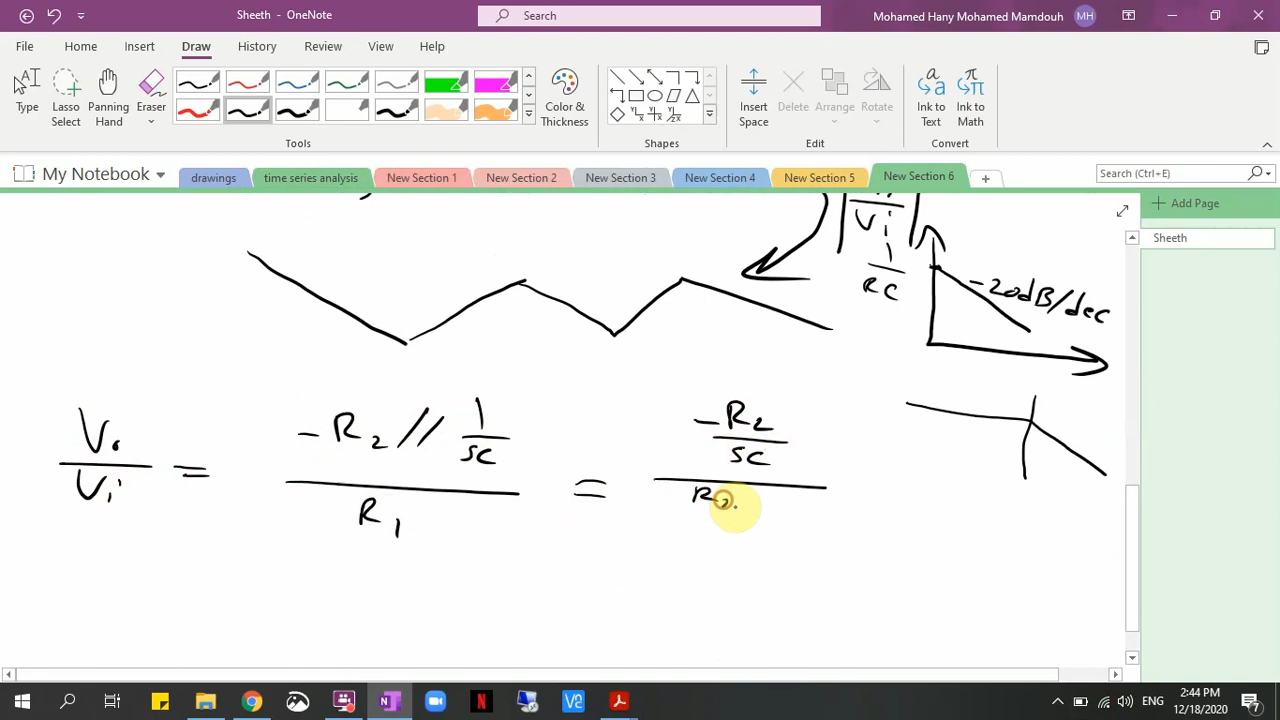 Sheeth - OneNote
Search
Mohamed Hany Mohamed Mamdouh
MH
File Home Insert Draw History Review View Help
Type
Lasso Select
Panning Hand
Eraser
Color & Thickness
Insert Space
Delete
Arrange
Rotate
Ink to Text
Ink to Math
Tools
Shapes
Edit
Convert
My Notebook
drawings
time series analysis
New Section 1
New Section 2
New Section 3
New Section 4
New Section 5
New Section 6
Search (Ctrl+E)
Add Page
Sheeth
Vi
1/RC
-20dB/dec
Vo/Vi = (-R2 // 1/SC) / R1 = (-R2/SC) / R2
ENG
2:44 PM
12/18/2020
7